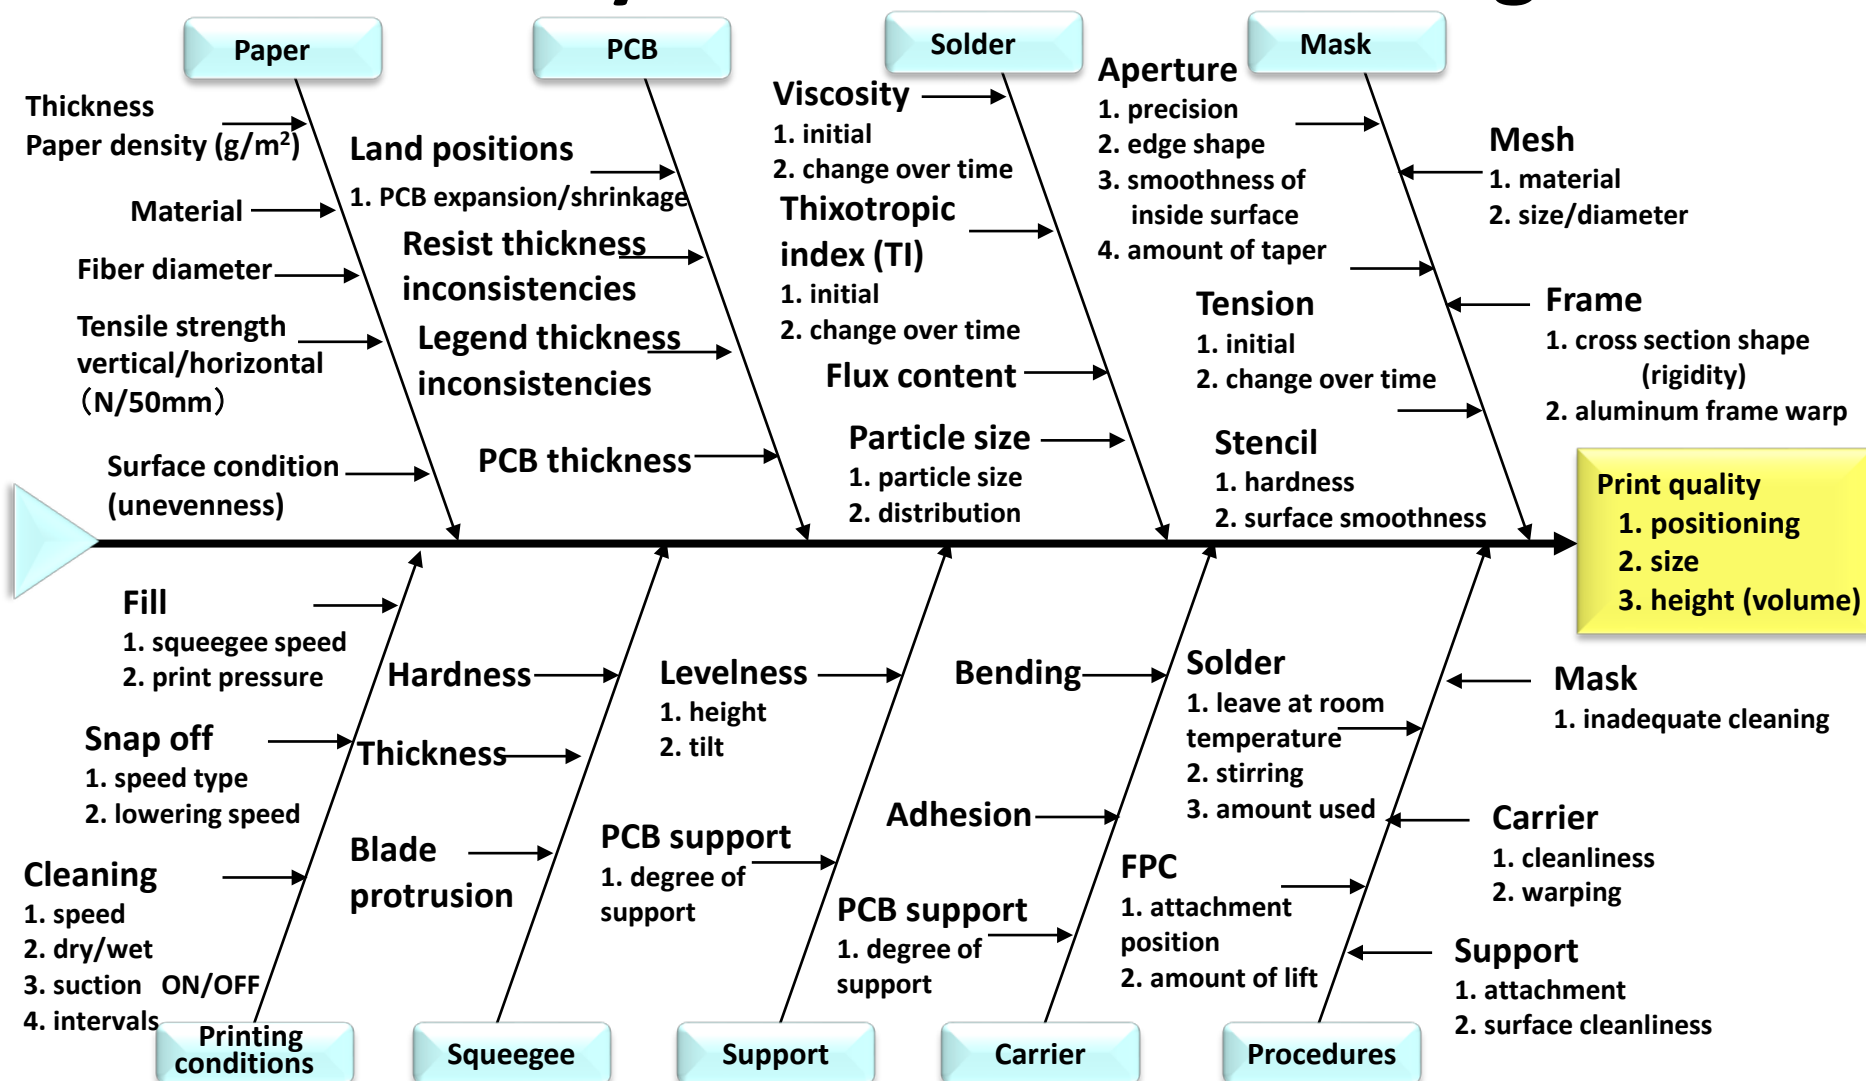 Paper
PCB
Solder
Mask
Thickness
Paper density (g/m²)
Material
Fiber diameter
Tensile strength
vertical/horizontal
（N/50mm）
Surface condition
(unevenness)
Land positions
1. PCB expansion/shrinkage
Resist thickness
inconsistencies
Legend thickness
inconsistencies
PCB thickness
Viscosity
1. initial
2. change over time
Thixotropic
index (TI)
1. initial
2. change over time
Flux content
Particle size
1. particle size
2. distribution
Aperture
1. precision
2. edge shape
3. smoothness of
inside surface
4. amount of taper
Tension
1. initial
2. change over time
Stencil
1. hardness
2. surface smoothness
Mesh
1. material
2. size/diameter
Frame
1. cross section shape
(rigidity)
2. aluminum frame warp
Print quality
1. positioning
2. size
3. height (volume)
Fill
1. squeegee speed
2. print pressure
Snap off
1. speed type
2. lowering speed
Cleaning
1. speed
2. dry/wet
3. suction ON/OFF
4. intervals
Hardness
Thickness
Blade
protrusion
Levelness
1. height
2. tilt
PCB support
1. degree of
support
Bending
Adhesion
PCB support
1. degree of
support
Solder
1. leave at room
temperature
2. stirring
3. amount used
FPC
1. attachment
position
2. amount of lift
Mask
1. inadequate cleaning
Carrier
1. cleanliness
2. warping
Support
1. attachment
2. surface cleanliness
Printing
conditions
Squeegee
Support
Carrier
Procedures